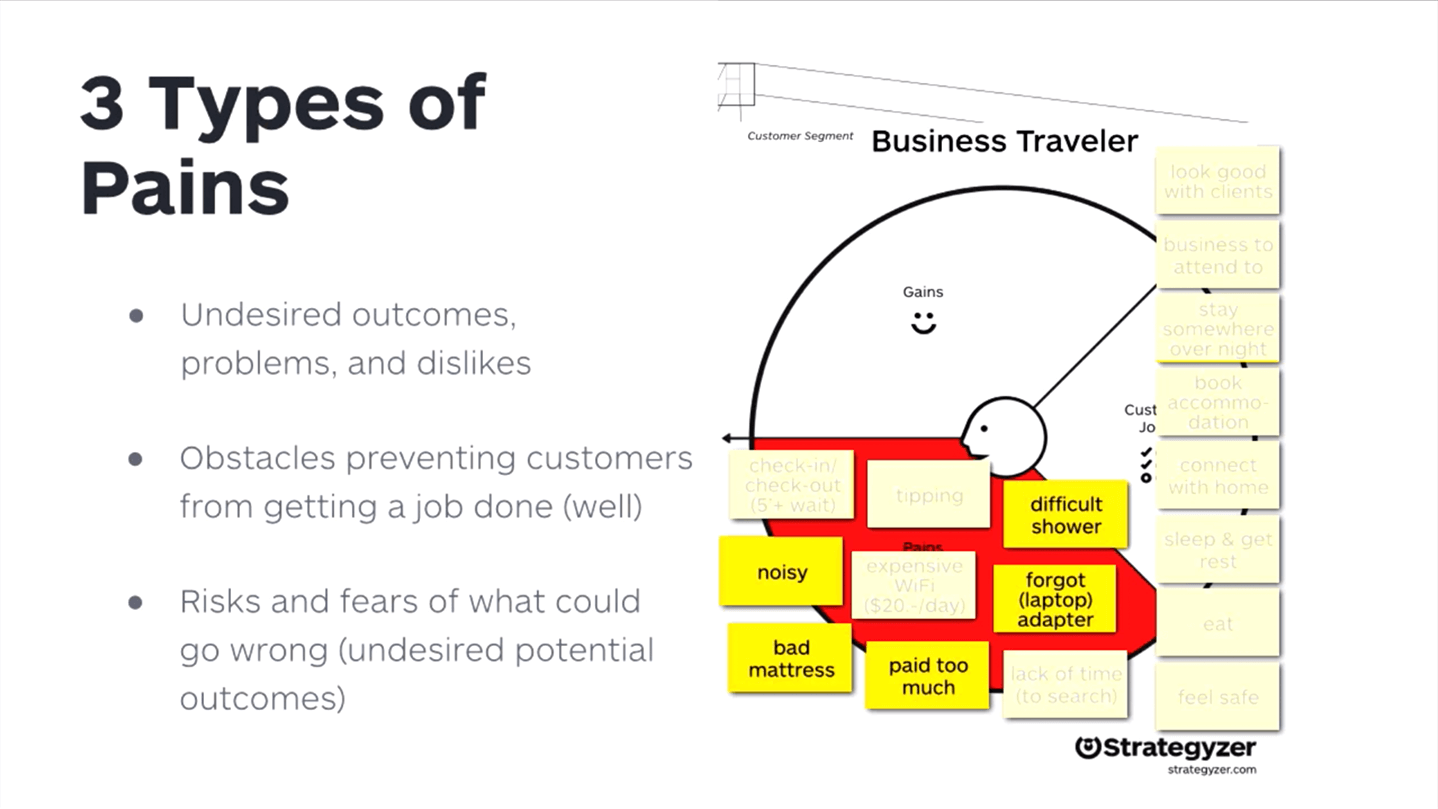 3 Types of
Pains
Undesired outcomes,
problems, and dislikes
Obstacles preventing customers
from getting a job done (well)
Risks and fears of what could
go wrong (undesired potential
outcomes)
Customer Segment
Business Traveler
Gains
Cust
Jo
Pains
look good
with clients
business to
attend to
stay
somewhere
over night
book
accommo-
dation
connect
with home
sleep & get
rest
eat
feel safe
check-in/
check-out
(5'+ wait)
tipping
difficult
shower
noisy
expensive
WiFi
($20.-/day)
forgot
(laptop)
adapter
bad
mattress
paid too
much
lack of time
(to search)
Strategyzer
strategyzer.com